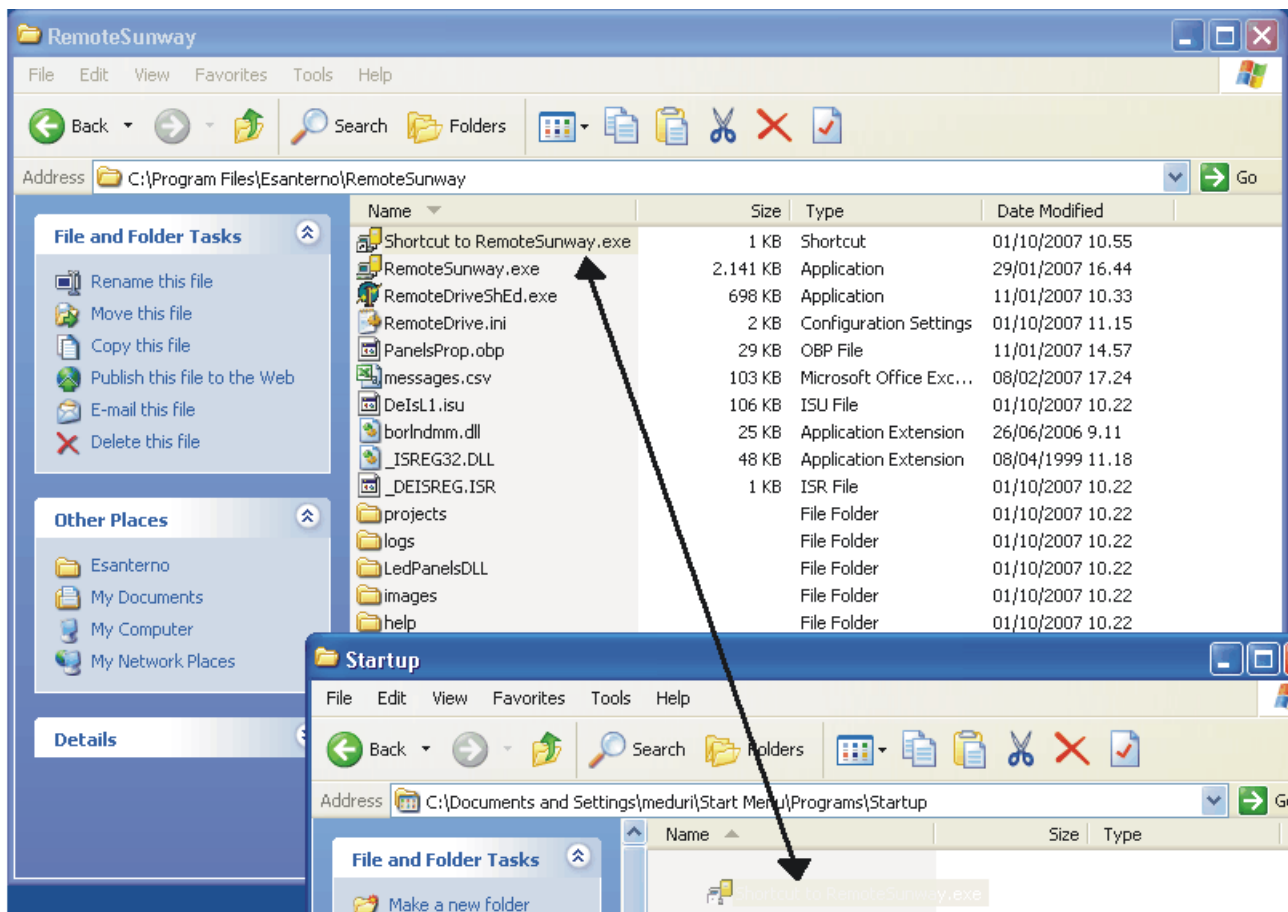 RemoteSunway
File Edit View Favorites Tools Help
Back Search Folders
Address C:\Program Files\Esanterno\RemoteSunway Go
File and Folder Tasks
Rename this file
Move this file
Copy this file
Publish this file to the Web
E-mail this file
Delete this file
Other Places
Esanterno
My Documents
My Computer
My Network Places
Details
Name Size Type Date Modified
Shortcut to RemoteSunway.exe 1 KB Shortcut 01/10/2007 10.55
RemoteSunway.exe 2.141 KB Application 29/01/2007 16.44
RemoteDriveShEd.exe 698 KB Application 11/01/2007 10.33
RemoteDrive.ini 2 KB Configuration Settings 01/10/2007 11.15
PanelsProp.obp 29 KB OBP File 11/01/2007 14.57
messages.csv 103 KB Microsoft Office Exc... 08/02/2007 17.24
DeIsL1.isu 106 KB ISU File 01/10/2007 10.22
borlndmm.dll 25 KB Application Extension 26/06/2006 9.11
_ISREG32.DLL 48 KB Application Extension 08/04/1999 11.18
_DEISREG.ISR 1 KB ISR File 01/10/2007 10.22
projects File Folder 01/10/2007 10.22
logs File Folder 01/10/2007 10.22
LedPanelsDLL File Folder 01/10/2007 10.22
images File Folder 01/10/2007 10.22
help File Folder 01/10/2007 10.22
Startup
File Edit View Favorites Tools Help
Back Search Folders
Address C:\Documents and Settings\meduri\Start Menu\Programs\Startup Go
File and Folder Tasks
Make a new folder
Name Size Type
Shortcut to RemoteSunway.exe